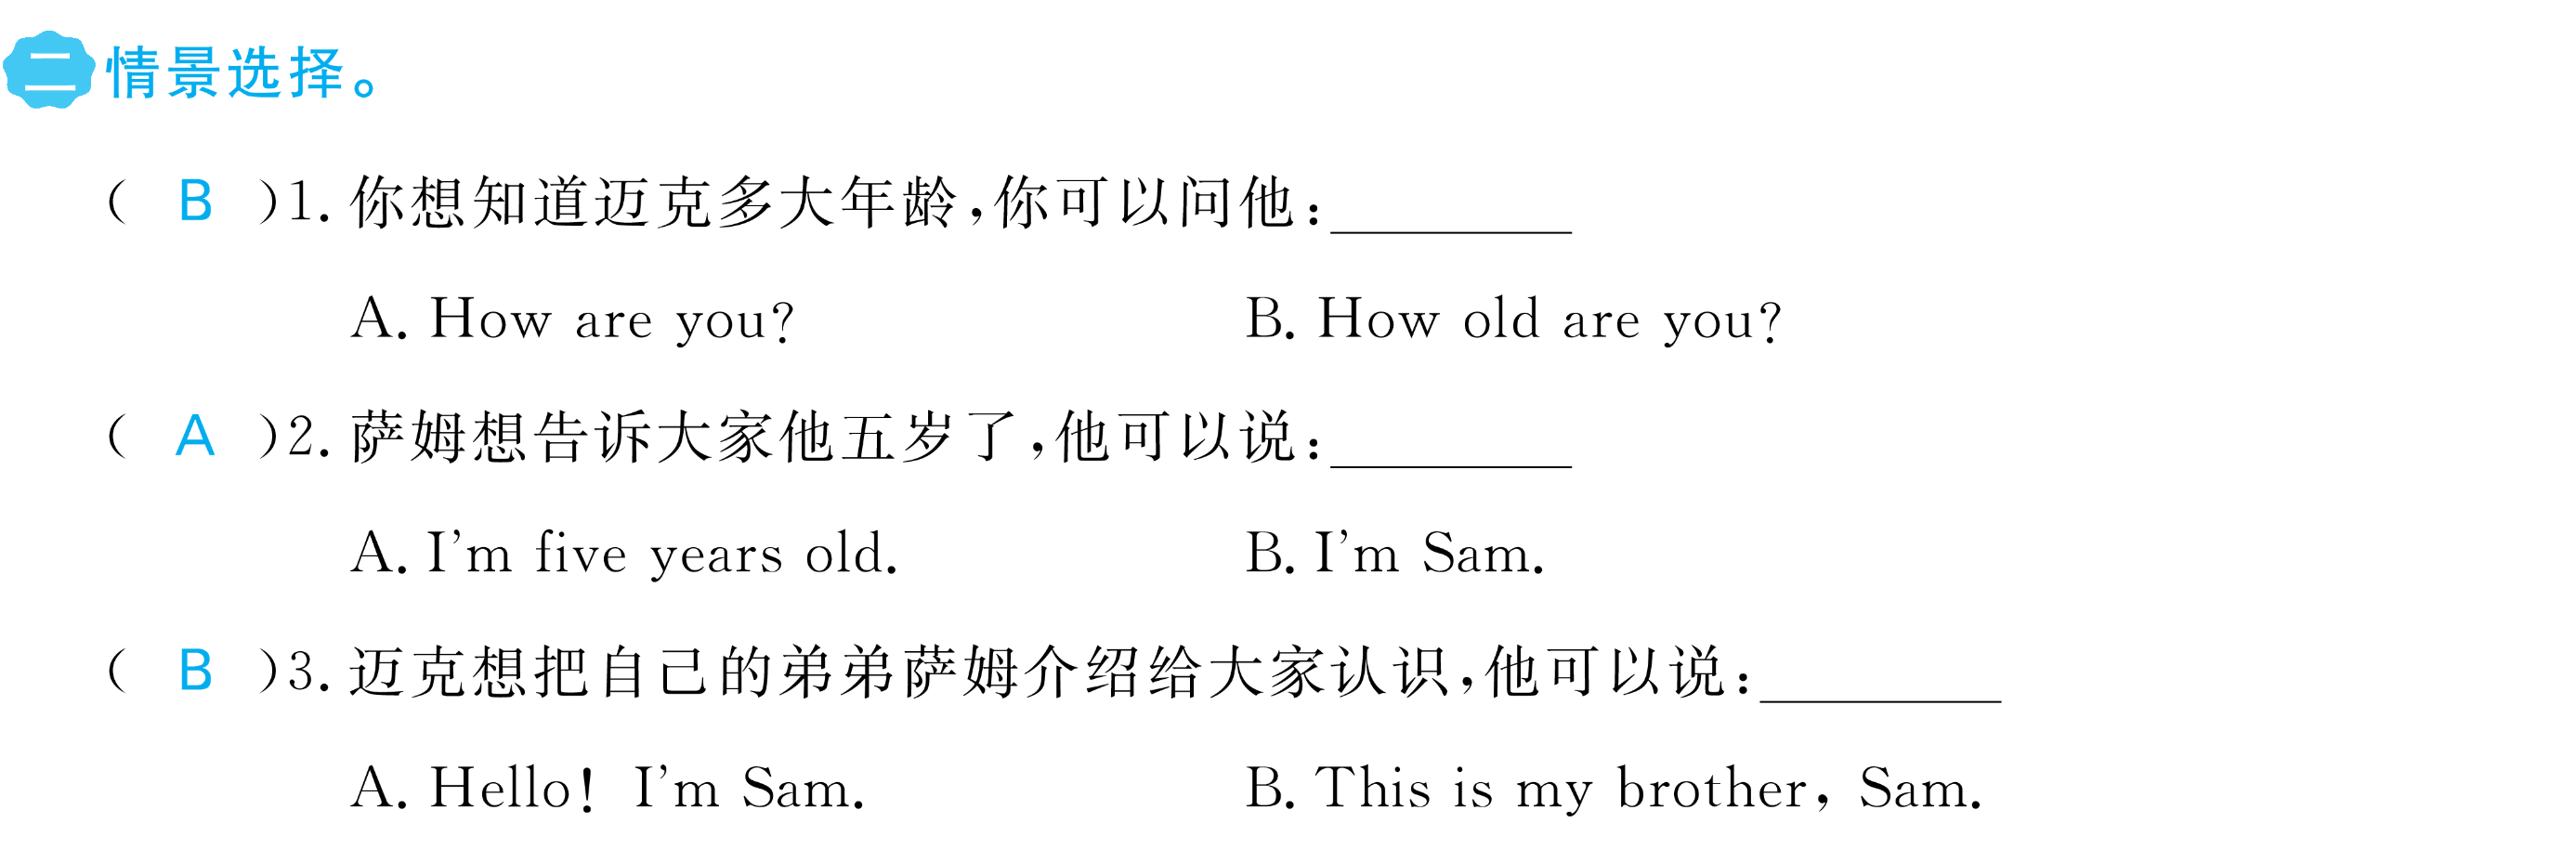 二 情景选择。
( B )1. 你想知道迈克多大年龄,你可以问他:________
A. How are you? B. How old are you?
( A )2. 萨姆想告诉大家他五岁了,他可以说:________
A. I'm five years old. B. I'm Sam.
( B )3. 迈克想把自己的弟弟萨姆介绍给大家认识,他可以说:________
A. Hello! I'm Sam. B. This is my brother, Sam.